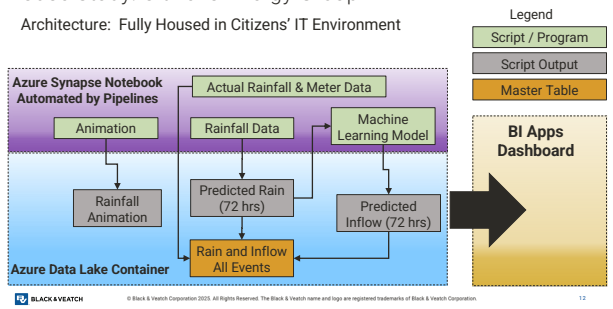 Architecture: Fully Housed in Citizens' IT Environment
Legend
Script / Program
Script Output
Master Table
Azure Synapse Notebook
Automated by Pipelines
Actual Rainfall & Meter Data
Animation
Rainfall Data
Machine
Learning Model
Rainfall
Animation
Predicted Rain
(72 hrs)
Predicted
Inflow (72 hrs)
Rain and Inflow
All Events
Azure Data Lake Container
BI Apps
Dashboard
BLACK & VEATCH
© Black & Veatch Corporation 2025. All Rights Reserved. The Black & Veatch name and logo are registered trademarks of Black & Veatch Corporation.
12